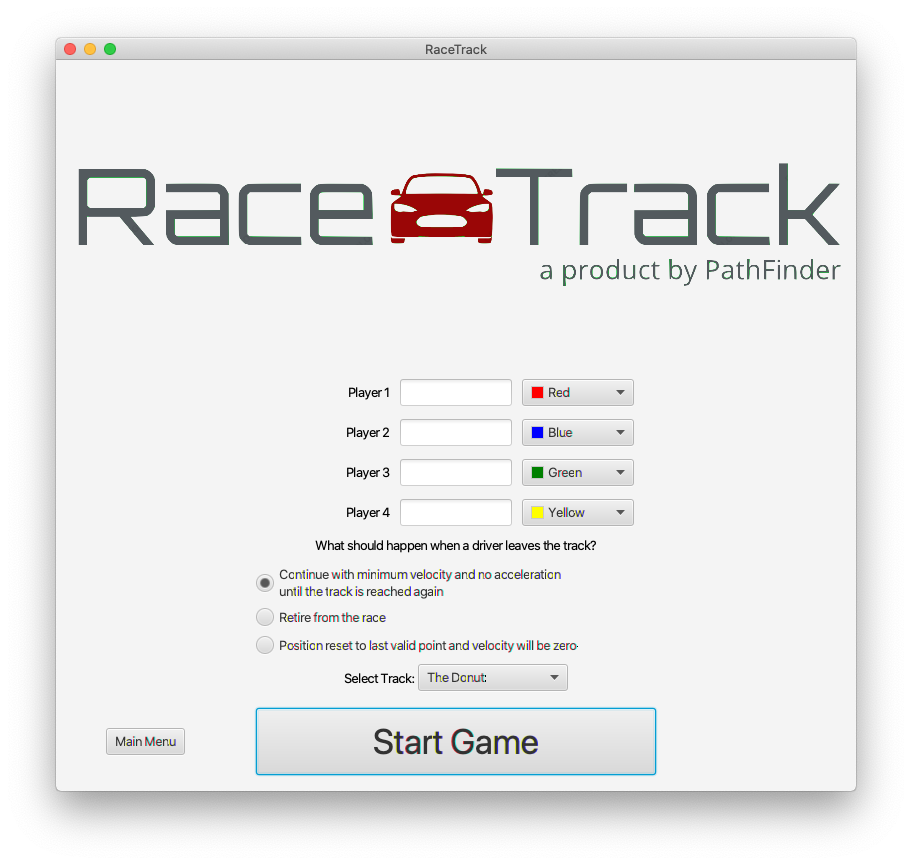 RaceTrack
Race Track
a product by PathFinder
Player 1 Red
Player 2 Blue
Player 3 Green
Player 4 Yellow
What should happen when a driver leaves the track?
Continue with minimum velocity and no acceleration
until the track is reached again
Retire from the race
Position reset to last valid point and velocity will be zero
Select Track: The Donut
Main Menu
Start Game